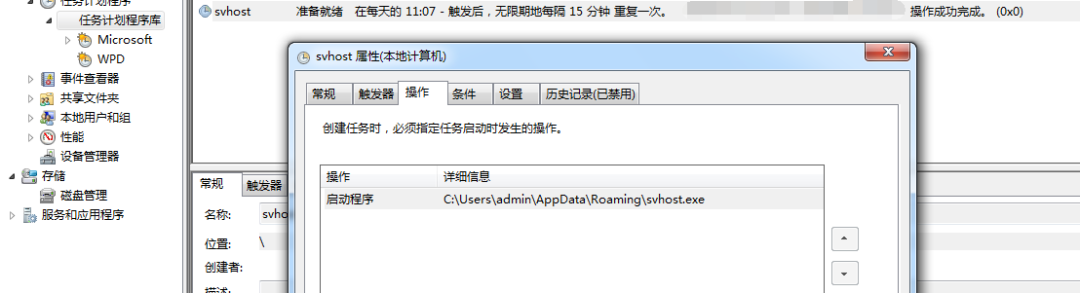 任务计划程序
任务计划程序库
Microsoft
WPD
事件查看器
共享文件夹
本地用户和组
性能
设备管理器
存储
磁盘管理
服务和应用程序
svhost 准备就绪 在每天的 11:07 - 触发后，无限期地每隔 15 分钟 重复一次。 操作成功完成。 (0x0)
svhost 属性(本地计算机)
常规 触发器 操作 条件 设置 历史记录(已禁用)
创建任务时，必须指定任务启动时发生的操作。
操作 详细信息
启动程序 C:\Users\admin\AppData\Roaming\svhost.exe
常规 触发器
名称: svho
位置: \
创建者:
描述: